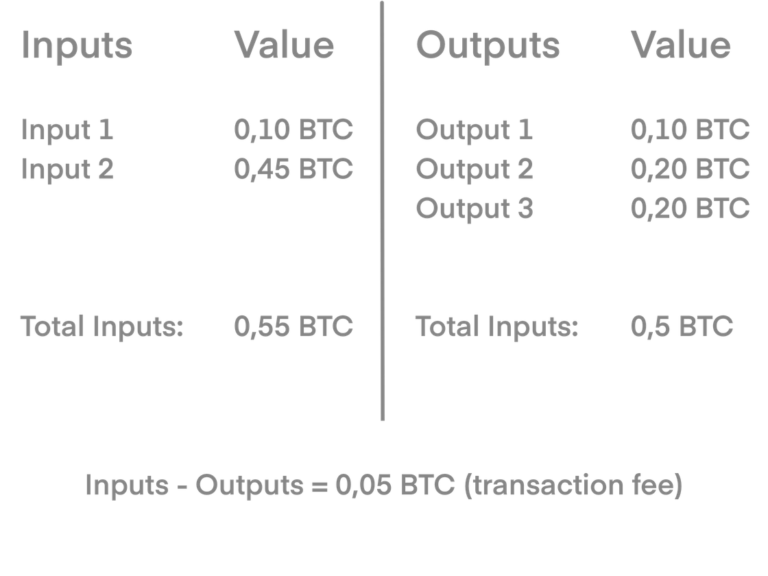 Inputs Value Outputs Value
Input 1 0,10 BTC Output 1 0,10 BTC
Input 2 0,45 BTC Output 2 0,20 BTC
Output 3 0,20 BTC
Total Inputs: 0,55 BTC Total Inputs: 0,5 BTC
Inputs - Outputs = 0,05 BTC (transaction fee)